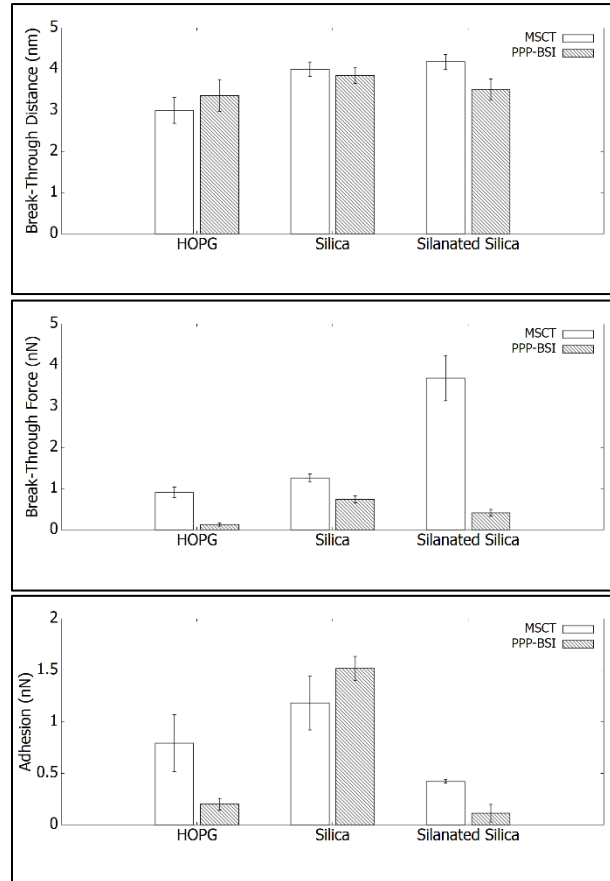 Break-Through Distance (nm)
5
4
3
2
1
0
MSCT
PPP-BSI
HOPG Silica Silanated Silica
Break-Through Force (nN)
5
4
3
2
1
0
MSCT
PPP-BSI
HOPG Silica Silanated Silica
Adhesion (nN)
2
1.5
1
0.5
0
MSCT
PPP-BSI
HOPG Silica Silanated Silica